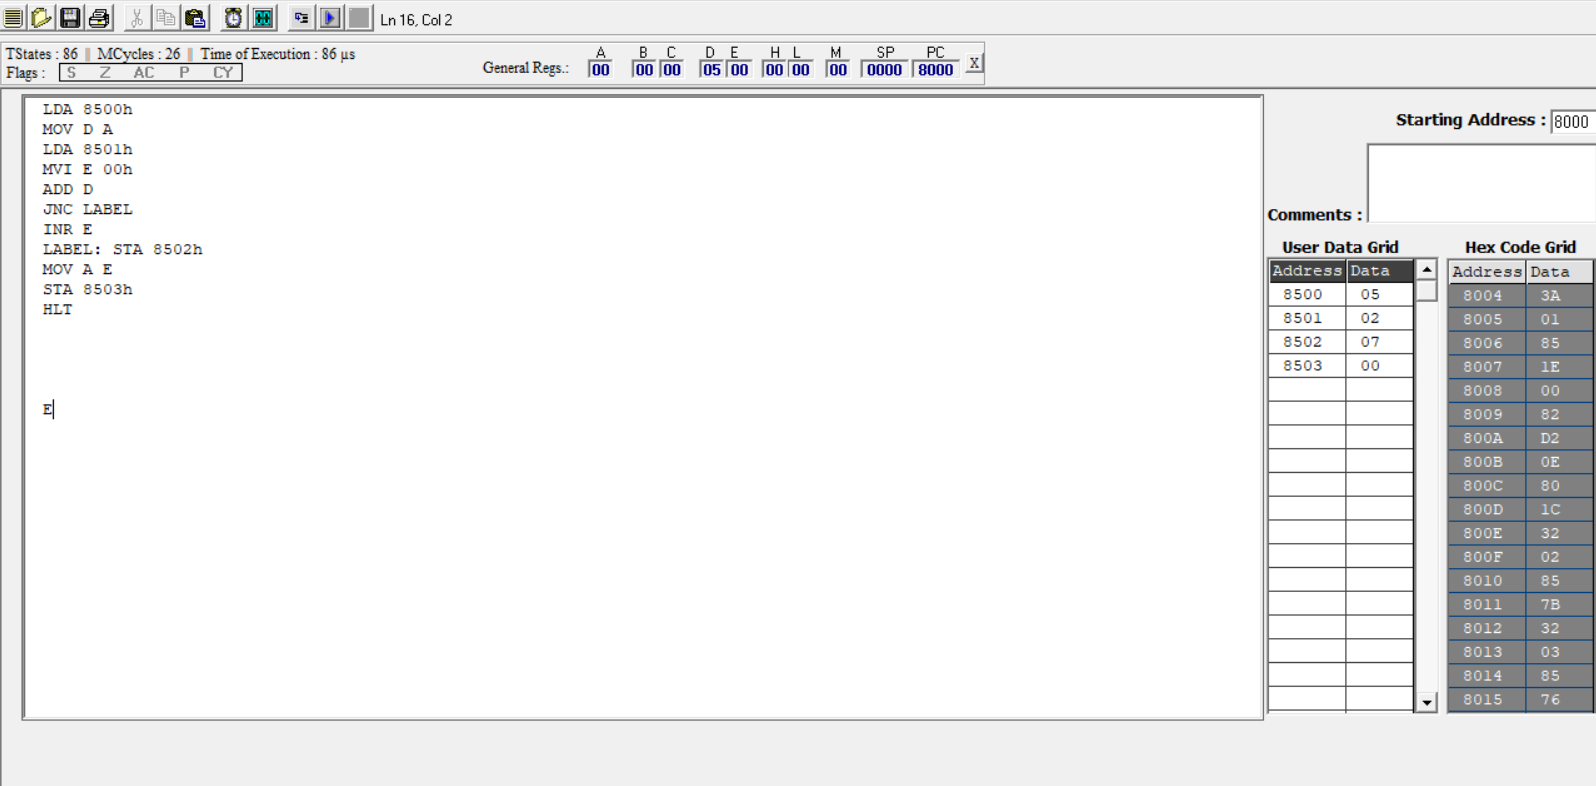 Ln 16, Col 2
TStates : 86 || MCycles : 26 || Time of Execution : 86 µs
Flags : S Z AC P CY
General Regs.:
A B C D E H L M SP PC
00 00 00 05 00 00 00 00 0000 8000 X
LDA 8500h
MOV D A
LDA 8501h
MVI E 00h
ADD D
JNC LABEL
INR E
LABEL: STA 8502h
MOV A E
STA 8503h
HLT
E
Starting Address : 8000
Comments :
User Data Grid
Address Data
8500 05
8501 02
8502 07
8503 00
Hex Code Grid
Address Data
8004 3A
8005 01
8006 85
8007 1E
8008 00
8009 82
800A D2
800B 0E
800C 80
800D 1C
800E 32
800F 02
8010 85
8011 7B
8012 32
8013 03
8014 85
8015 76